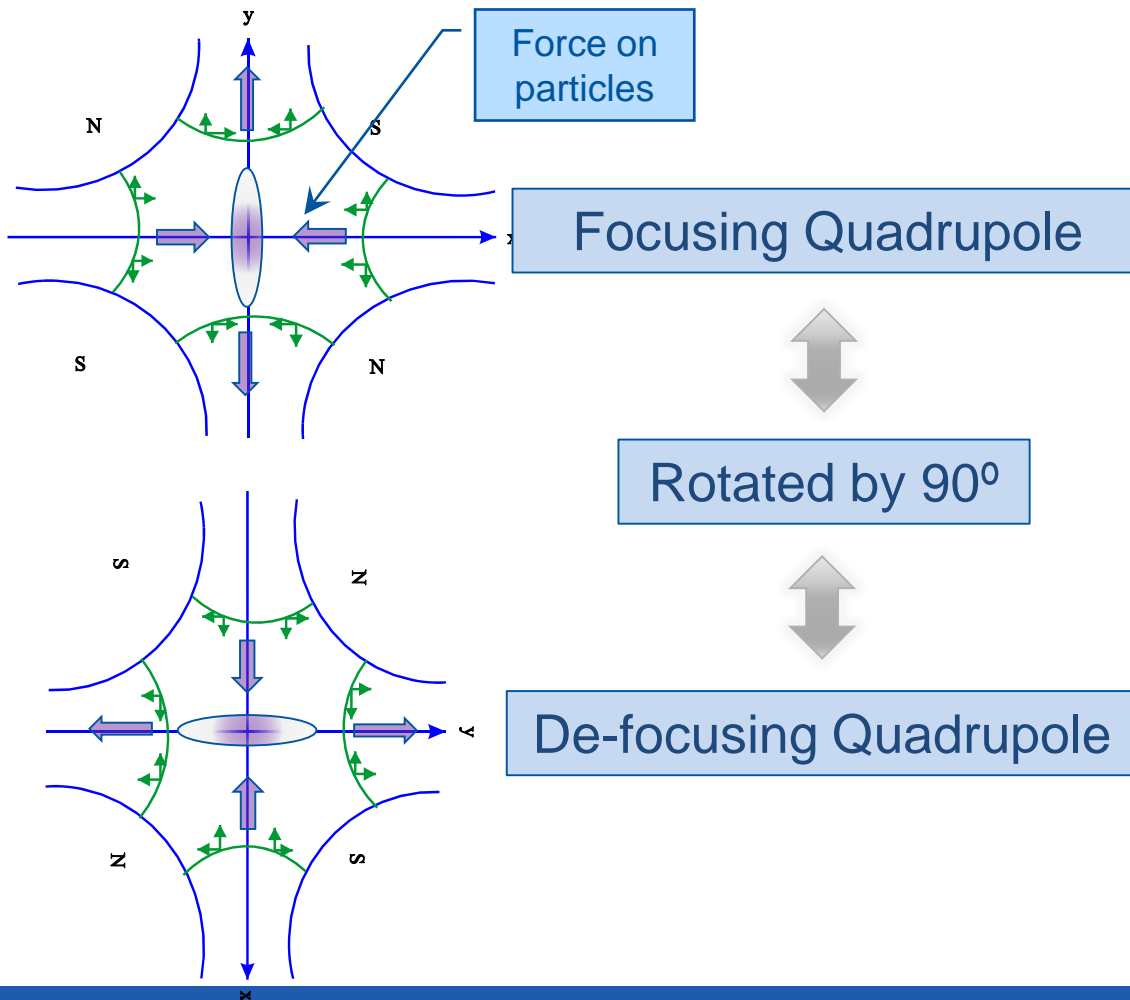 y
Force on
particles
N
S
x
Focusing Quadrupole
S
N
Rotated by 90º
S
N
De-focusing Quadrupole
y
N
S
x